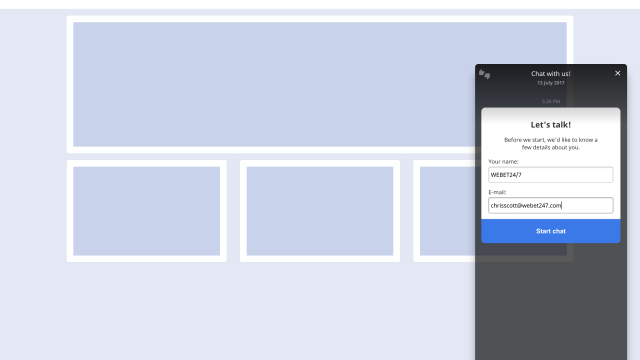 Chat with us!
13 July 2017
5:26 PM
Let's talk!
Before we start, we'd like to know a
few details about you.
Your name:
WEBET24/7
E-mail:
chrisscott@webet247.com
Start chat